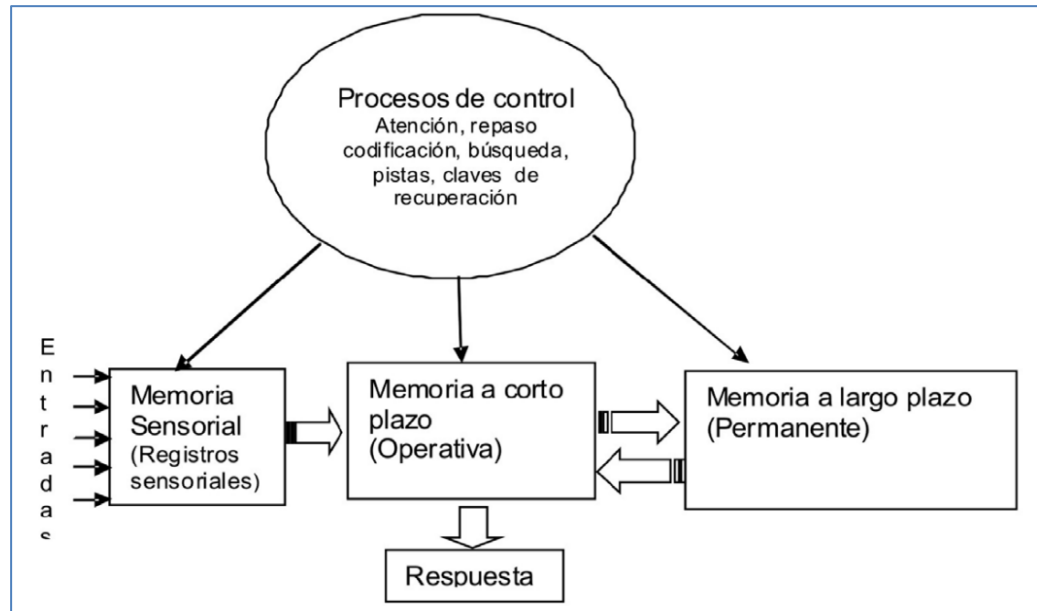 Procesos de control
Atención, repaso
codificación, búsqueda,
pistas, claves de
recuperación
Entradas
Memoria
Sensorial
(Registros
sensoriales)
Memoria a corto
plazo
(Operativa)
Memoria a largo plazo
(Permanente)
Respuesta